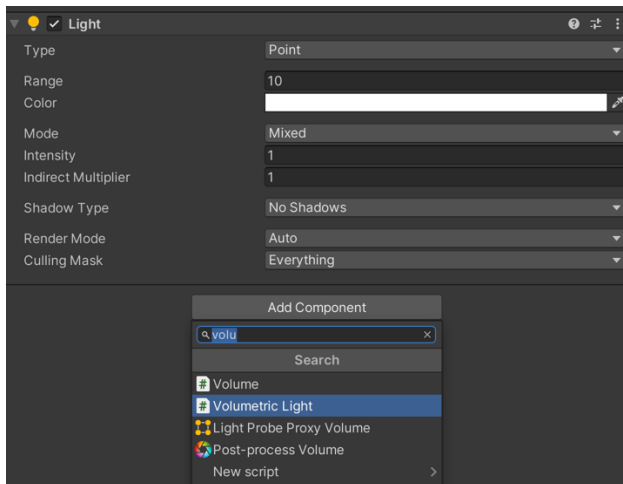 Light
Type Point
Range 10
Color
Mode Mixed
Intensity 1
Indirect Multiplier 1
Shadow Type No Shadows
Render Mode Auto
Culling Mask Everything
Add Component
volu
Search
# Volume
# Volumetric Light
Light Probe Proxy Volume
Post-process Volume
New script